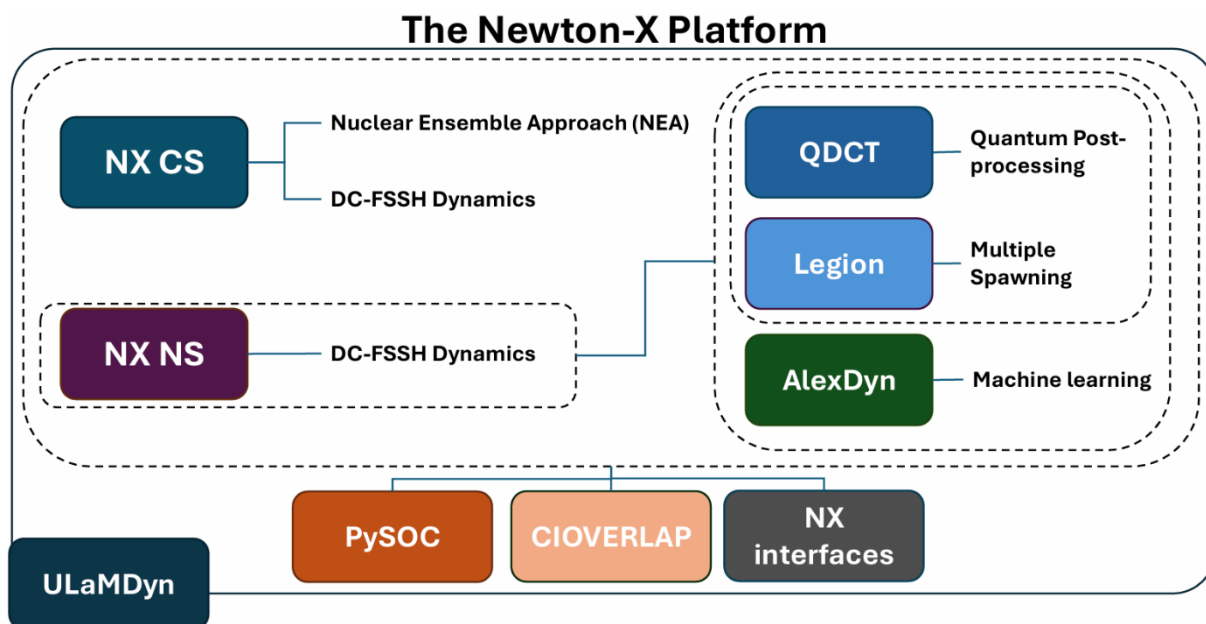 The Newton-X Platform
NX CS
Nuclear Ensemble Approach (NEA)
DC-FSSH Dynamics
NX NS
DC-FSSH Dynamics
QDCT
Quantum Post-
processing
Legion
Multiple
Spawning
AlexDyn
Machine learning
PySOC
CIOVERLAP
NX
interfaces
ULaMDyn